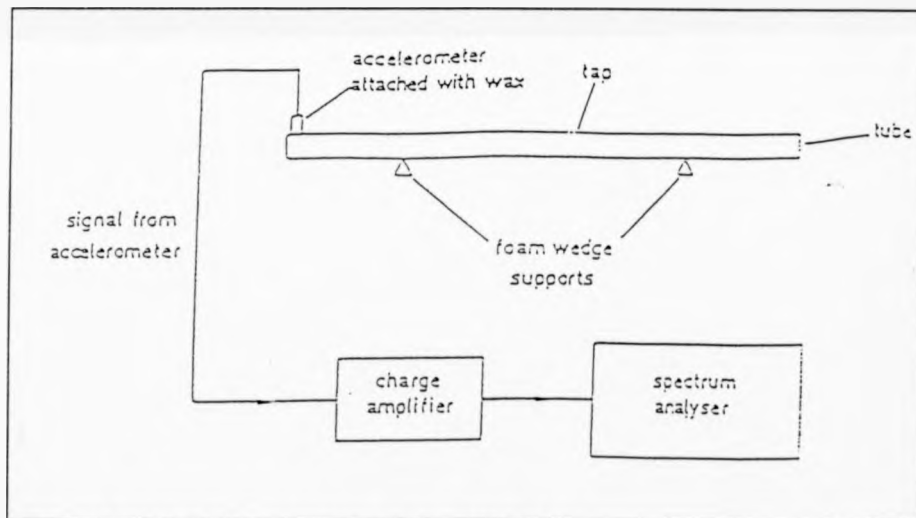 accelerometer
attached with wax
tap
tube
signal from
accelerometer
foam wedge
supports
charge
amplifier
spectrum
analyser